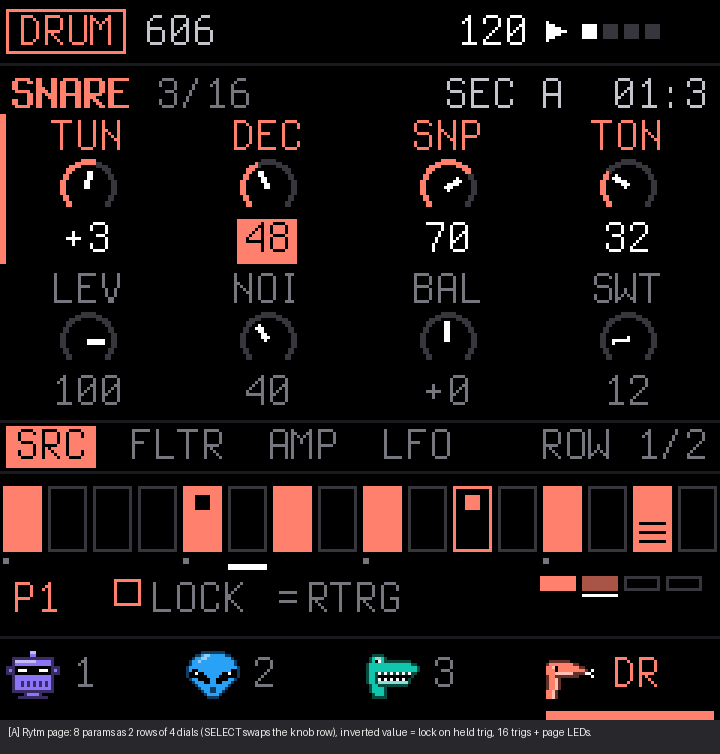 DRUM 606 120
SNARE 3/16 SEC A 01:3
TUN DEC SNP TON
+3 48 70 32
LEV NOI BAL SWT
100 40 +0 12
SRC FLTR AMP LFO ROW 1/2
P1 LOCK =RTRG
1 2 3 DR
[A] Rytm page: 8 params as 2 rows of 4 dials (SELECT swaps the knob row), inverted value = lock on held trig, 16 trigs + page LEDs.